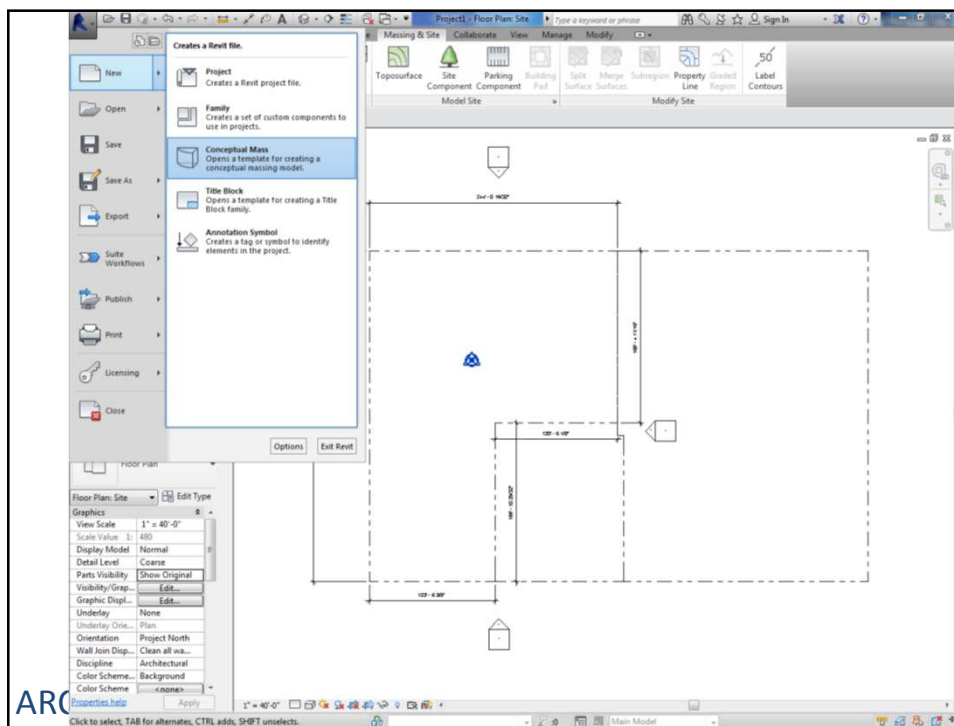 Project1 - Floor Plan: Site
Type a keyword or phrase
Sign In
Massing & Site Collaborate View Manage Modify
Toposurface
Site Component
Parking Component
Building Pad
Split Surface
Merge Surfaces
Subregion
Property Line
Graded Region
Label Contours
Model Site
Modify Site
New
Open
Save
Save As
Export
Suite Workflows
Publish
Print
Licensing
Close
Creates a Revit file.
Project
Creates a Revit project file.
Family
Creates a set of custom components to
use in projects.
Conceptual Mass
Opens a template for creating a
conceptual massing model.
Title Block
Opens a template for creating a Title
Block family.
Annotation Symbol
Creates a tag or symbol to identify
elements in the project.
Options Exit Revit
Floor Plan
Floor Plan: Site Edit Type
Graphics
View Scale 1" = 40'-0"
Scale Value 1: 480
Display Model Normal
Detail Level Coarse
Parts Visibility Show Original
Visibility/Grap... Edit...
Graphic Displ... Edit...
Underlay None
Underlay Orie... Plan
Orientation Project North
Wall Join Disp... Clean all wa...
Discipline Architectural
Color Scheme... Background
Color Scheme <none>
Properties help Apply
ARC
1" = 40'-0"
Click to select, TAB for alternates, CTRL adds, SHIFT unselects.
:0
Main Model